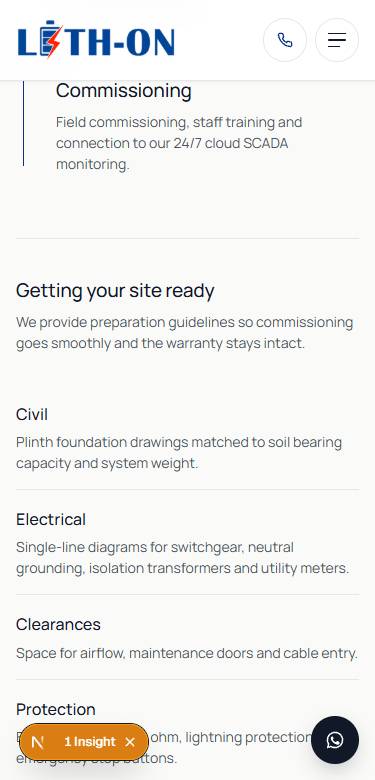 LITH-ON
Commissioning
Field commissioning, staff training and
connection to our 24/7 cloud SCADA
monitoring.
Getting your site ready
We provide preparation guidelines so commissioning
goes smoothly and the warranty stays intact.
Civil
Plinth foundation drawings matched to soil bearing
capacity and system weight.
Electrical
Single-line diagrams for switchgear, neutral
grounding, isolation transformers and utility meters.
Clearances
Space for airflow, maintenance doors and cable entry.
Protection
ohm, lightning protection
emergency stop buttons.
N 1 Insight ×